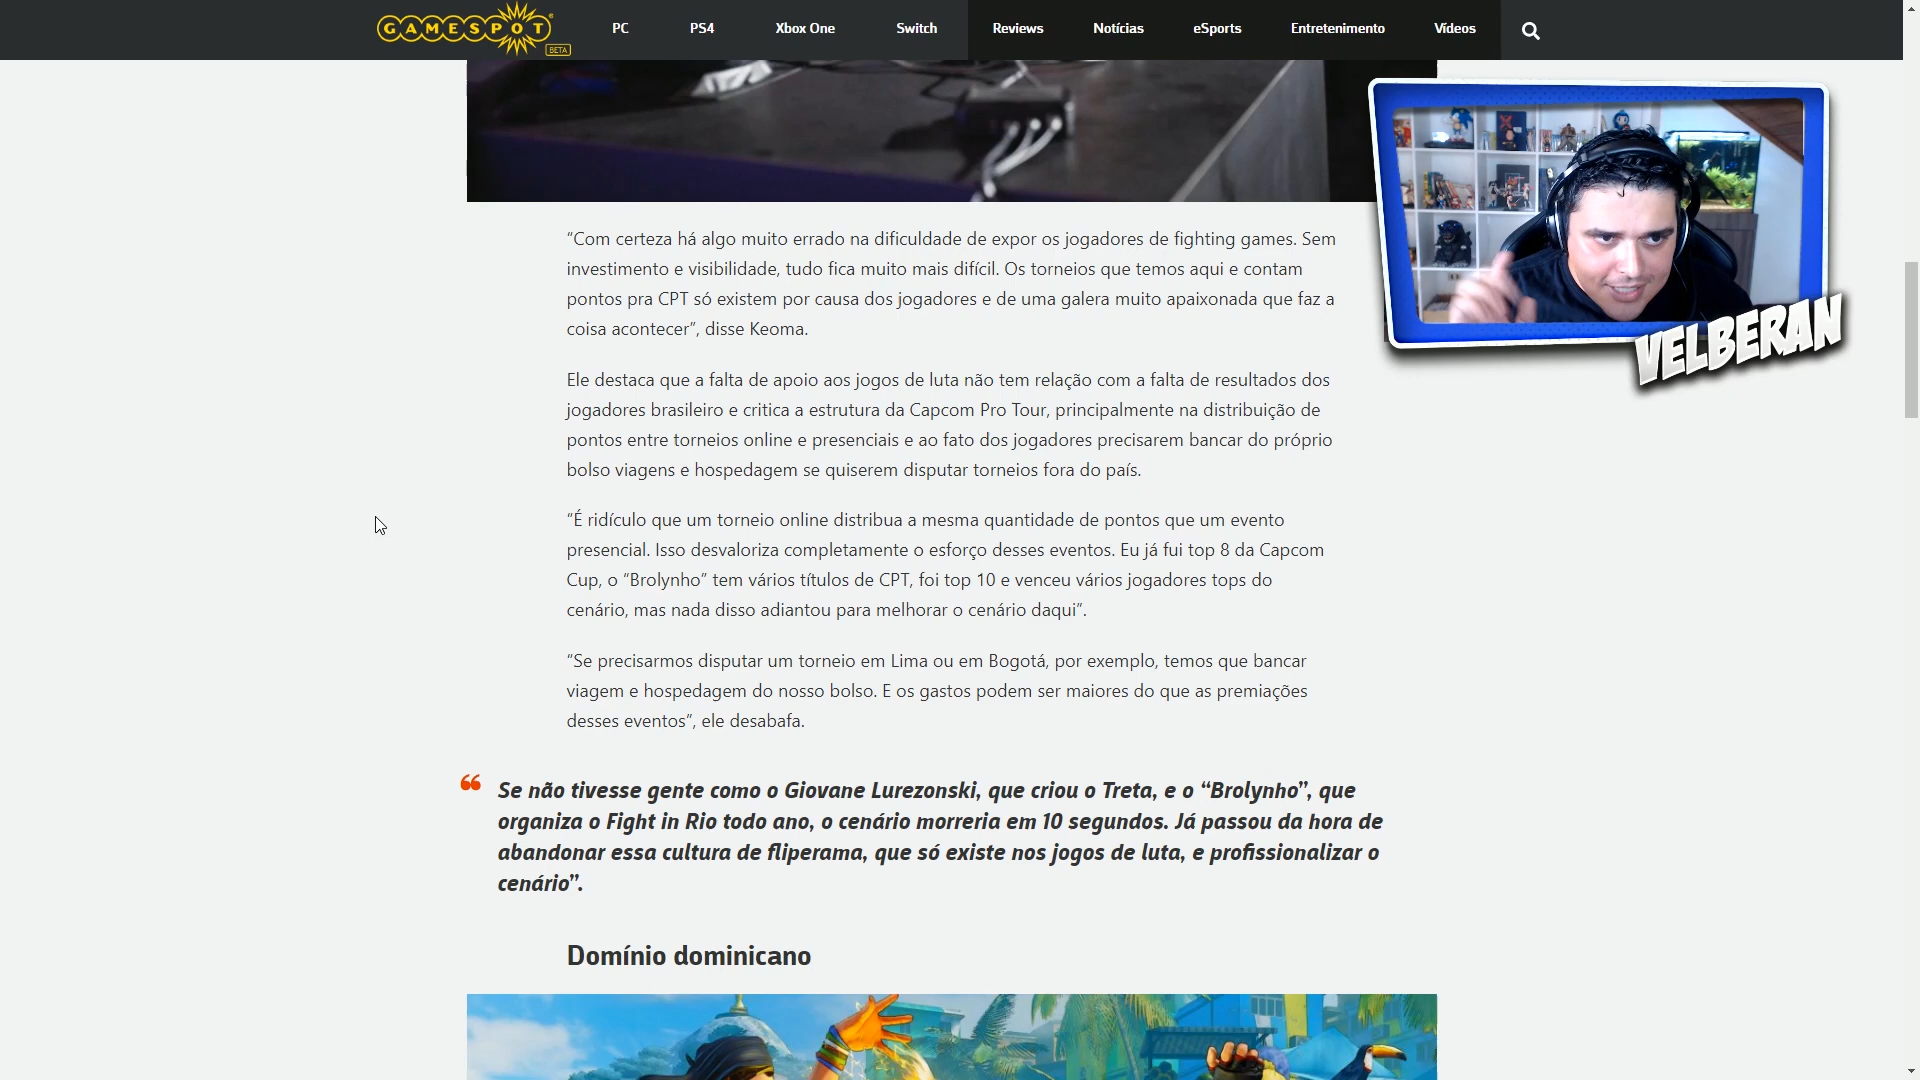 GAMESPOT
BETA
PC PS4 Xbox One Switch Reviews Notícias eSports Entretenimento Vídeos
VELBERAN
“Com certeza há algo muito errado na dificuldade de expor os jogadores de fighting games. Sem
investimento e visibilidade, tudo fica muito mais difícil. Os torneios que temos aqui e contam
pontos pra CPT só existem por causa dos jogadores e de uma galera muito apaixonada que faz a
coisa acontecer”, disse Keoma.
Ele destaca que a falta de apoio aos jogos de luta não tem relação com a falta de resultados dos
jogadores brasileiro e critica a estrutura da Capcom Pro Tour, principalmente na distribuição de
pontos entre torneios online e presenciais e ao fato dos jogadores precisarem bancar do próprio
bolso viagens e hospedagem se quiserem disputar torneios fora do país.
“É ridículo que um torneio online distribua a mesma quantidade de pontos que um evento
presencial. Isso desvaloriza completamente o esforço desses eventos. Eu já fui top 8 da Capcom
Cup, o “Brolynho” tem vários títulos de CPT, foi top 10 e venceu vários jogadores tops do
cenário, mas nada disso adiantou para melhorar o cenário daqui”.
“Se precisarmos disputar um torneio em Lima ou em Bogotá, por exemplo, temos que bancar
viagem e hospedagem do nosso bolso. E os gastos podem ser maiores do que as premiações
desses eventos”, ele desabafa.
“ Se não tivesse gente como o Giovane Lurezonski, que criou o Treta, e o “Brolynho”, que
organiza o Fight in Rio todo ano, o cenário morreria em 10 segundos. Já passou da hora de
abandonar essa cultura de fliperama, que só existe nos jogos de luta, e profissionalizar o
cenário”.
Domínio dominicano